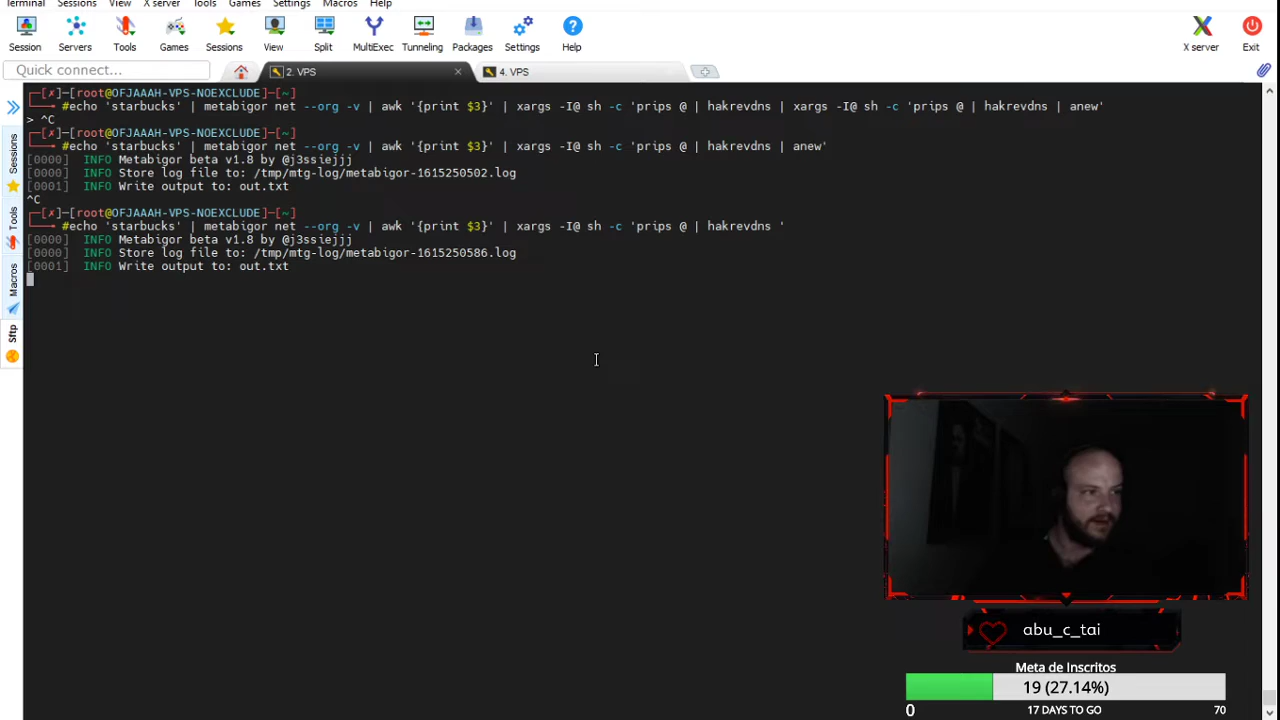 Terminal Sessions View X server Tools Games Settings Macros Help
Session Servers Tools Games Sessions View Split MultiExec Tunneling Packages Settings Help X server Exit
Quick connect... 2. VPS 4. VPS
Sessions
Tools
Macros
Sftp
┌─[✗]─[root@OFJAAAH-VPS-NOEXCLUDE]─[~]
└──╼ #echo 'starbucks' | metabigor net --org -v | awk '{print $3}' | xargs -I@ sh -c 'prips @ | hakrevdns | xargs -I@ sh -c 'prips @ | hakrevdns | anew'
> ^C
┌─[✗]─[root@OFJAAAH-VPS-NOEXCLUDE]─[~]
└──╼ #echo 'starbucks' | metabigor net --org -v | awk '{print $3}' | xargs -I@ sh -c 'prips @ | hakrevdns | anew'
[0000] INFO Metabigor beta v1.8 by @j3ssiejjj
[0000] INFO Store log file to: /tmp/mtg-log/metabigor-1615250502.log
[0001] INFO Write output to: out.txt
^C
┌─[✗]─[root@OFJAAAH-VPS-NOEXCLUDE]─[~]
└──╼ #echo 'starbucks' | metabigor net --org -v | awk '{print $3}' | xargs -I@ sh -c 'prips @ | hakrevdns '
[0000] INFO Metabigor beta v1.8 by @j3ssiejjj
[0000] INFO Store log file to: /tmp/mtg-log/metabigor-1615250586.log
[0001] INFO Write output to: out.txt
abu_c_tai
Meta de Inscritos
19 (27.14%)
0 17 DAYS TO GO 70